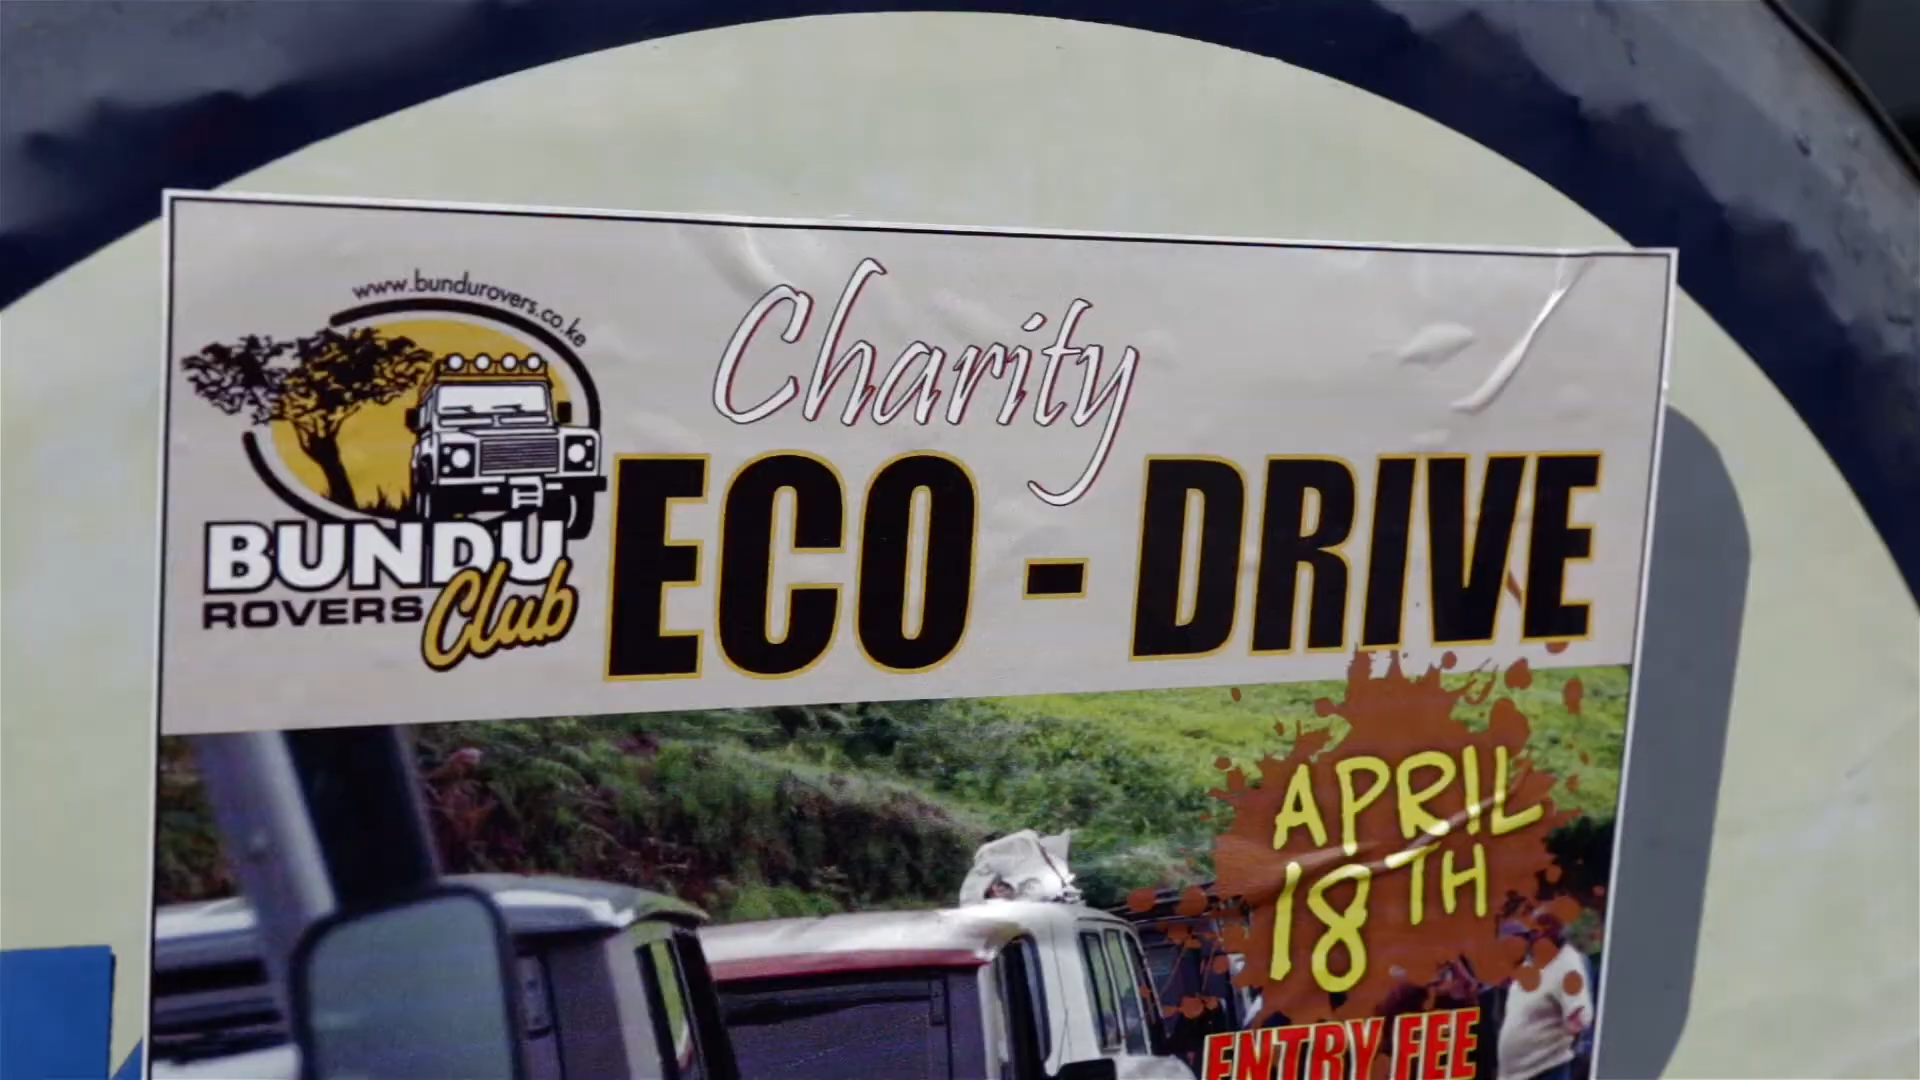 www.bundurovers.co.ke
BUNDU
ROVERS Club
Charity
ECO - DRIVE
APRIL
18TH
ENTRY FEE